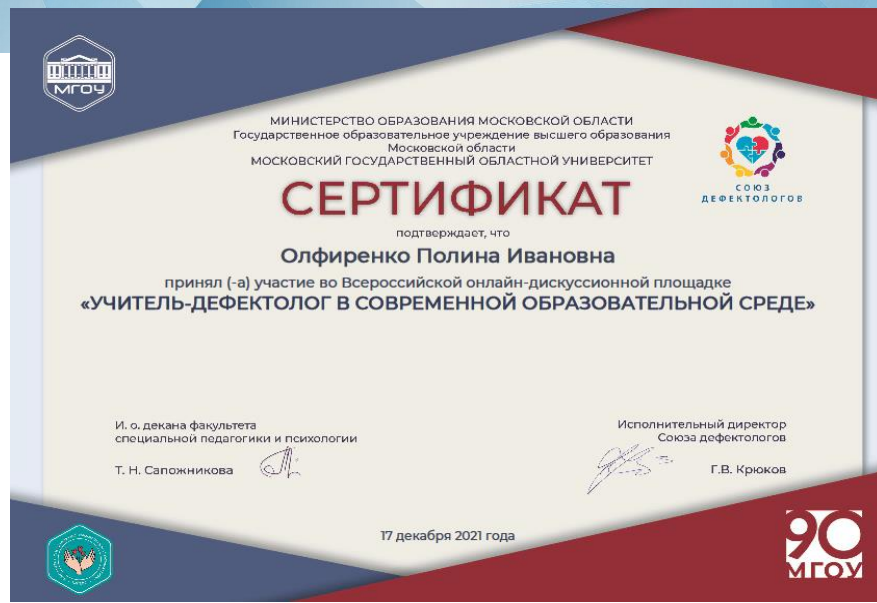 МГОУ
МИНИСТЕРСТВО ОБРАЗОВАНИЯ МОСКОВСКОЙ ОБЛАСТИ
Государственное образовательное учреждение высшего образования
Московской области
МОСКОВСКИЙ ГОСУДАРСТВЕННЫЙ ОБЛАСТНОЙ УНИВЕРСИТЕТ
СОЮЗ
ДЕФЕКТОЛОГОВ
СЕРТИФИКАТ
подтверждает, что
Олфиренко Полина Ивановна
принял (-а) участие во Всероссийской онлайн-дискуссионной площадке
«УЧИТЕЛЬ-ДЕФЕКТОЛОГ В СОВРЕМЕННОЙ ОБРАЗОВАТЕЛЬНОЙ СРЕДЕ»
И. о. декана факультета
специальной педагогики и психологии
Т. Н. Сапожникова
Исполнительный директор
Союза дефектологов
Г.В. Крюков
17 декабря 2021 года
90
МГОУ